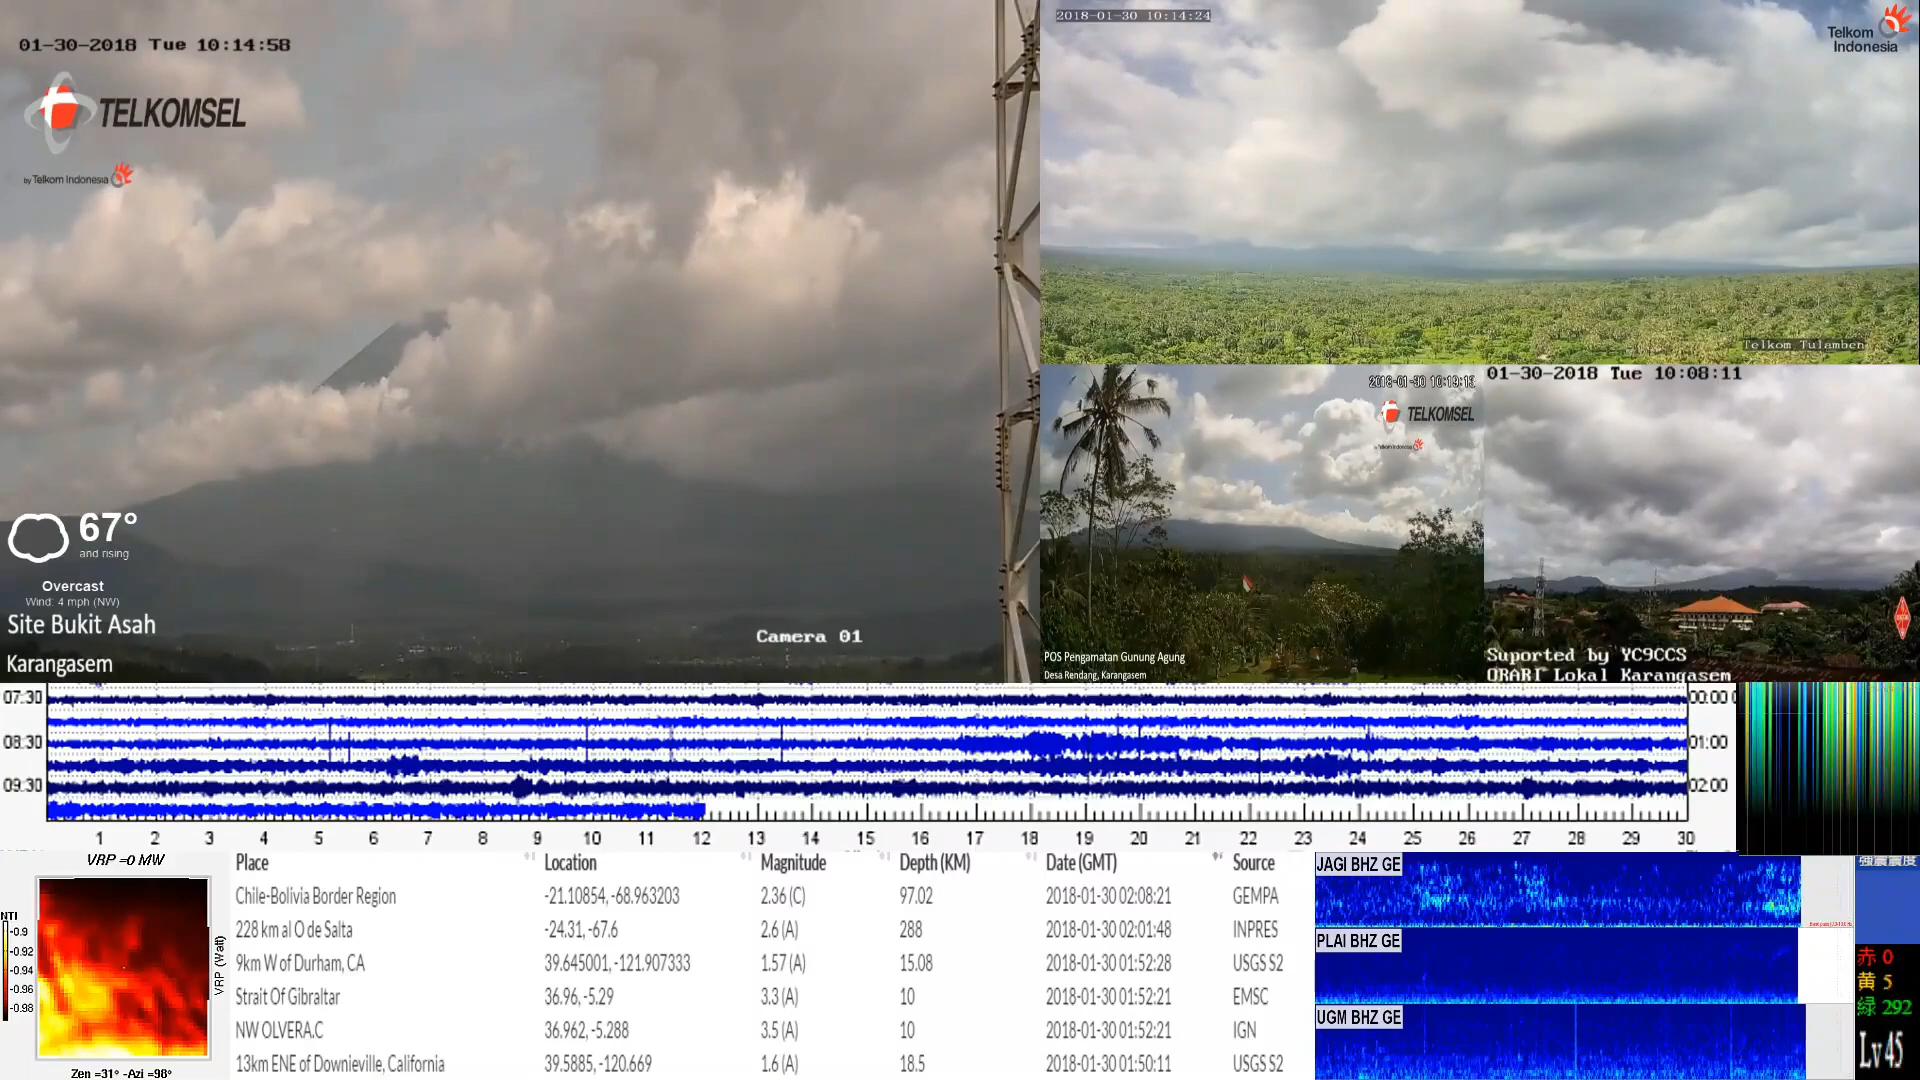 01-30-2018 Tue 10:14:58
TELKOMSEL
by Telkom Indonesia
67°
and rising
Overcast
Wind: 4 mph (NW)
Site Bukit Asah
Karangasem
Camera 01
2018-01-30 10:14:24
Telkom
Indonesia
Telkom Tulamben
2018-01-30 10:19:13
TELKOMSEL
by Telkom Indonesia
POS Pengamatan Gunung Agung
Desa Rendang, Karangasem
01-30-2018 Tue 10:08:11
Suported by YC9CCS
ORARI Lokal Karangasem
07:30 00:00
08:30 01:00
09:30 02:00
1 2 3 4 5 6 7 8 9 10 11 12 13 14 15 16 17 18 19 20 21 22 23 24 25 26 27 28 29 30
VRP =0 MW
NTI
-0.9
-0.92
-0.94
-0.96
-0.98
VRP (Watt)
Zen =31° -Azi =98°
Place Location Magnitude Depth (KM) Date (GMT) Source
Chile-Bolivia Border Region -21.10854, -68.963203 2.36 (C) 97.02 2018-01-30 02:08:21 GEMPA
228 km al O de Salta -24.31, -67.6 2.6 (A) 288 2018-01-30 02:01:48 INPRES
9km W of Durham, CA 39.645001, -121.907333 1.57 (A) 15.08 2018-01-30 01:52:28 USGS S2
Strait Of Gibraltar 36.96, -5.29 3.3 (A) 10 2018-01-30 01:52:21 EMSC
NW OLVERA.C 36.962, -5.288 3.5 (A) 10 2018-01-30 01:52:21 IGN
13km ENE of Downieville, California 39.5885, -120.669 1.6 (A) 18.5 2018-01-30 01:50:11 USGS S2
JAGI BHZ GE
PLAI BHZ GE
UGM BHZ GE
強震震度
赤 0
黄 5
緑 292
Lv45